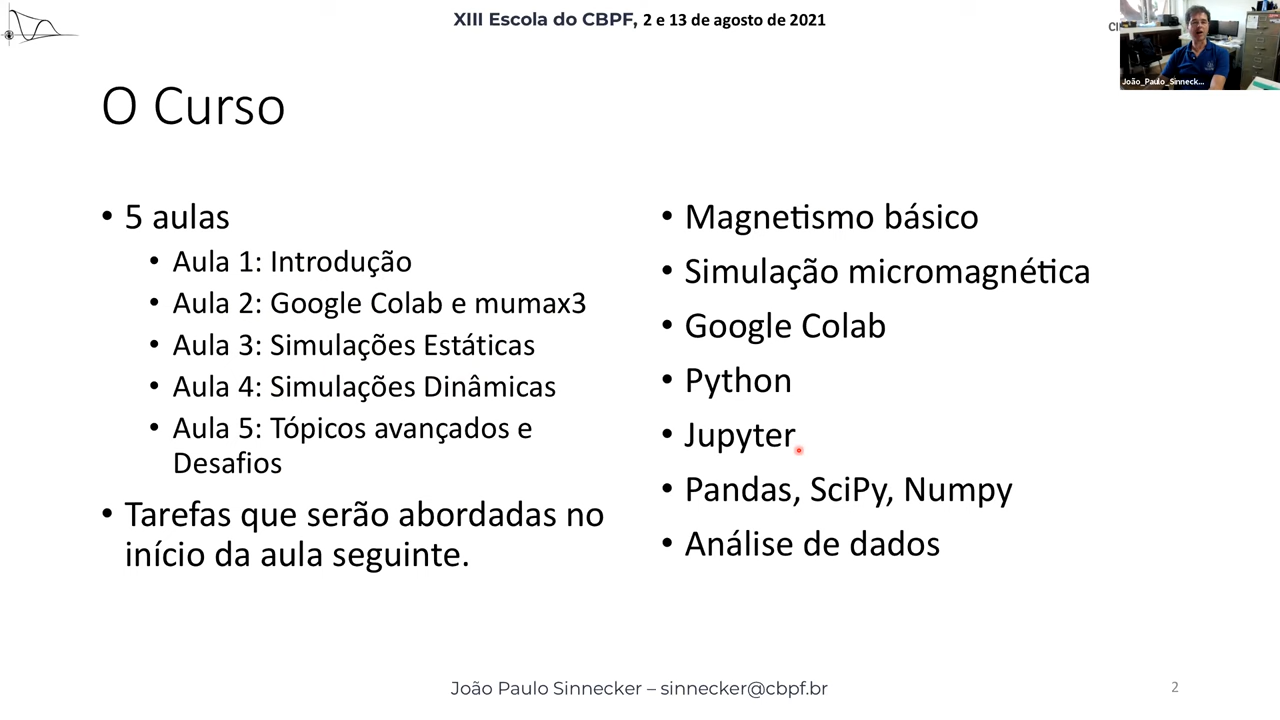 XIII Escola do CBPF, 2 e 13 de agosto de 2021
João_Paulo_Sinneck...
O Curso
• 5 aulas
• Aula 1: Introdução
• Aula 2: Google Colab e mumax3
• Aula 3: Simulações Estáticas
• Aula 4: Simulações Dinâmicas
• Aula 5: Tópicos avançados e
Desafios
• Tarefas que serão abordadas no
início da aula seguinte.
• Magnetismo básico
• Simulação micromagnética
• Google Colab
• Python
• Jupyter
• Pandas, SciPy, Numpy
• Análise de dados
João Paulo Sinnecker – sinnecker@cbpf.br
2